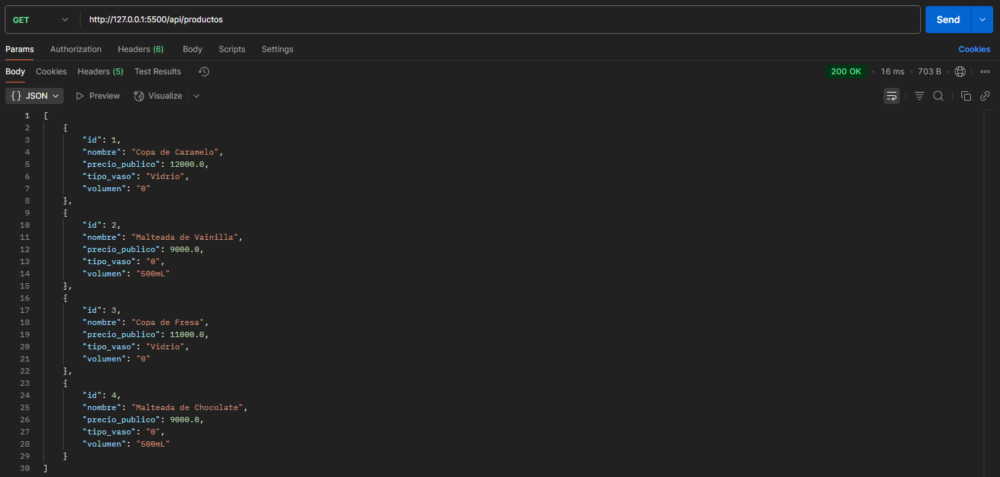 GET http://127.0.0.1:5500/api/productos Send
Params Authorization Headers (6) Body Scripts Settings Cookies
Body Cookies Headers (5) Test Results 200 OK • 16 ms • 703 B •
{} JSON Preview Visualize
1 [
2 {
3 "id": 1,
4 "nombre": "Copa de Caramelo",
5 "precio_publico": 12000.0,
6 "tipo_vaso": "Vidrio",
7 "volumen": "0"
8 },
9 {
10 "id": 2,
11 "nombre": "Malteada de Vainilla",
12 "precio_publico": 9000.0,
13 "tipo_vaso": "0",
14 "volumen": "500mL"
15 },
16 {
17 "id": 3,
18 "nombre": "Copa de Fresa",
19 "precio_publico": 11000.0,
20 "tipo_vaso": "Vidrio",
21 "volumen": "0"
22 },
23 {
24 "id": 4,
25 "nombre": "Malteada de Chocolate",
26 "precio_publico": 9000.0,
27 "tipo_vaso": "0",
28 "volumen": "500mL"
29 }
30 ]